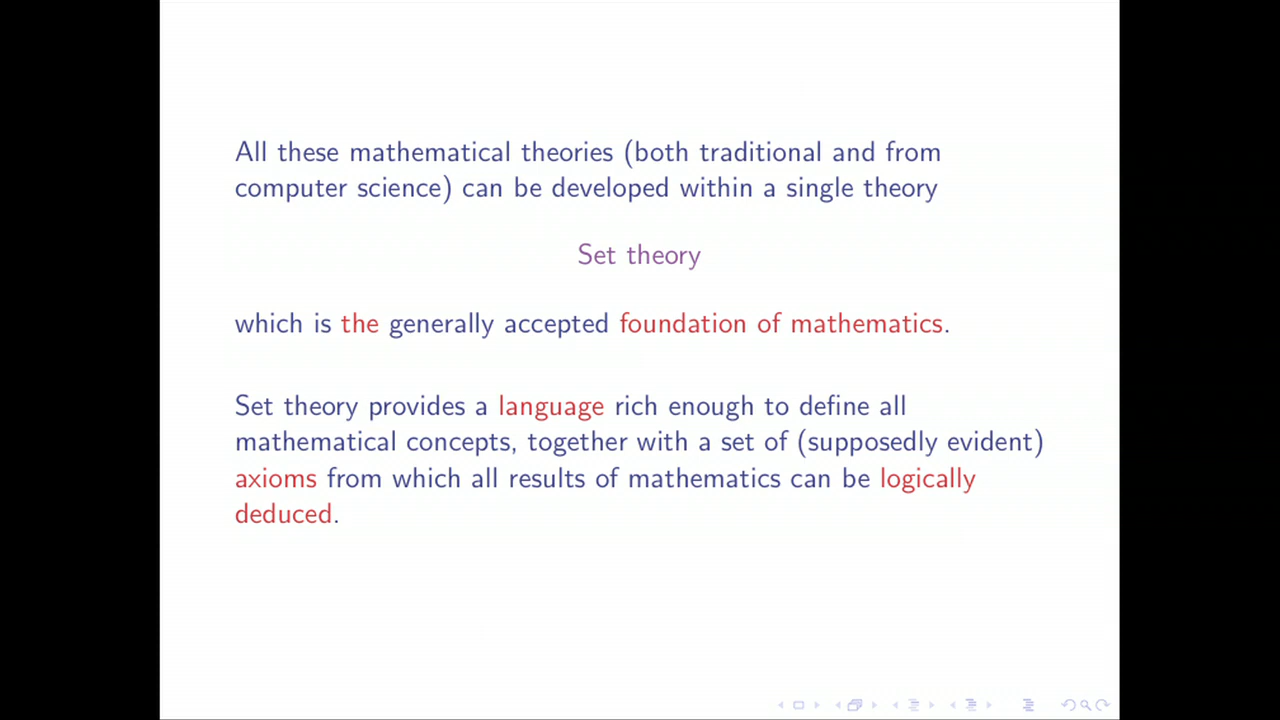 All these mathematical theories (both traditional and from
computer science) can be developed within a single theory
Set theory
which is the generally accepted foundation of mathematics.
Set theory provides a language rich enough to define all
mathematical concepts, together with a set of (supposedly evident)
axioms from which all results of mathematics can be logically
deduced.